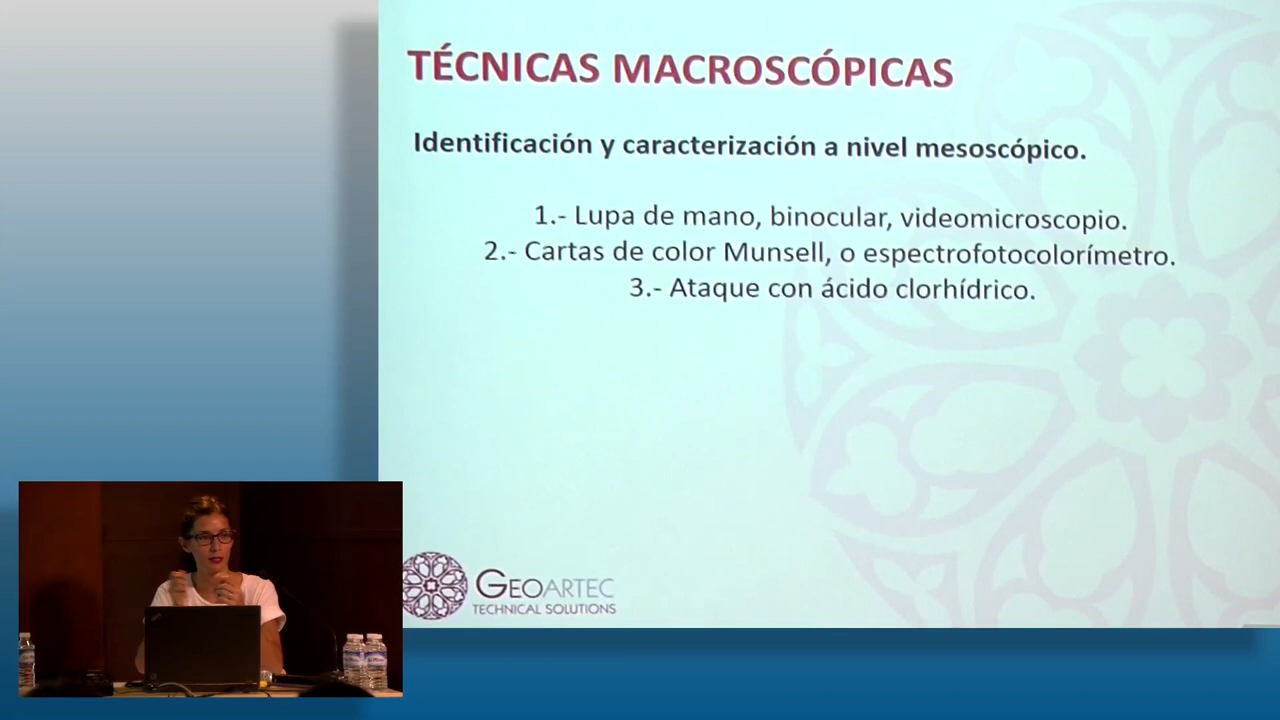 TÉCNICAS MACROSCÓPICAS
Identificación y caracterización a nivel mesoscópico.
1.- Lupa de mano, binocular, videomicroscopio.
2.- Cartas de color Munsell, o espectrofotocolorímetro.
3.- Ataque con ácido clorhídrico.
GEOARTEC
TECHNICAL SOLUTIONS